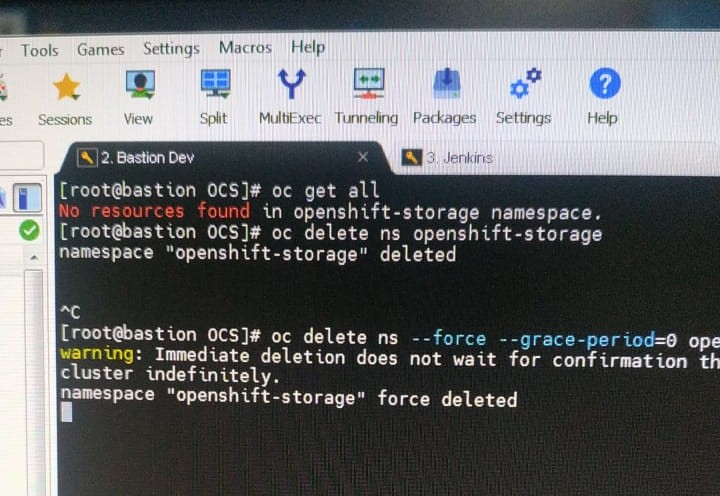 Tools Games Settings Macros Help
Sessions View Split MultiExec Tunneling Packages Settings Help
2. Bastion Dev
3. Jenkins
[root@bastion OCS]# oc get all
No resources found in openshift-storage namespace.
[root@bastion OCS]# oc delete ns openshift-storage
namespace "openshift-storage" deleted
^C
[root@bastion OCS]# oc delete ns --force --grace-period=0 ope
warning: Immediate deletion does not wait for confirmation th
cluster indefinitely.
namespace "openshift-storage" force deleted